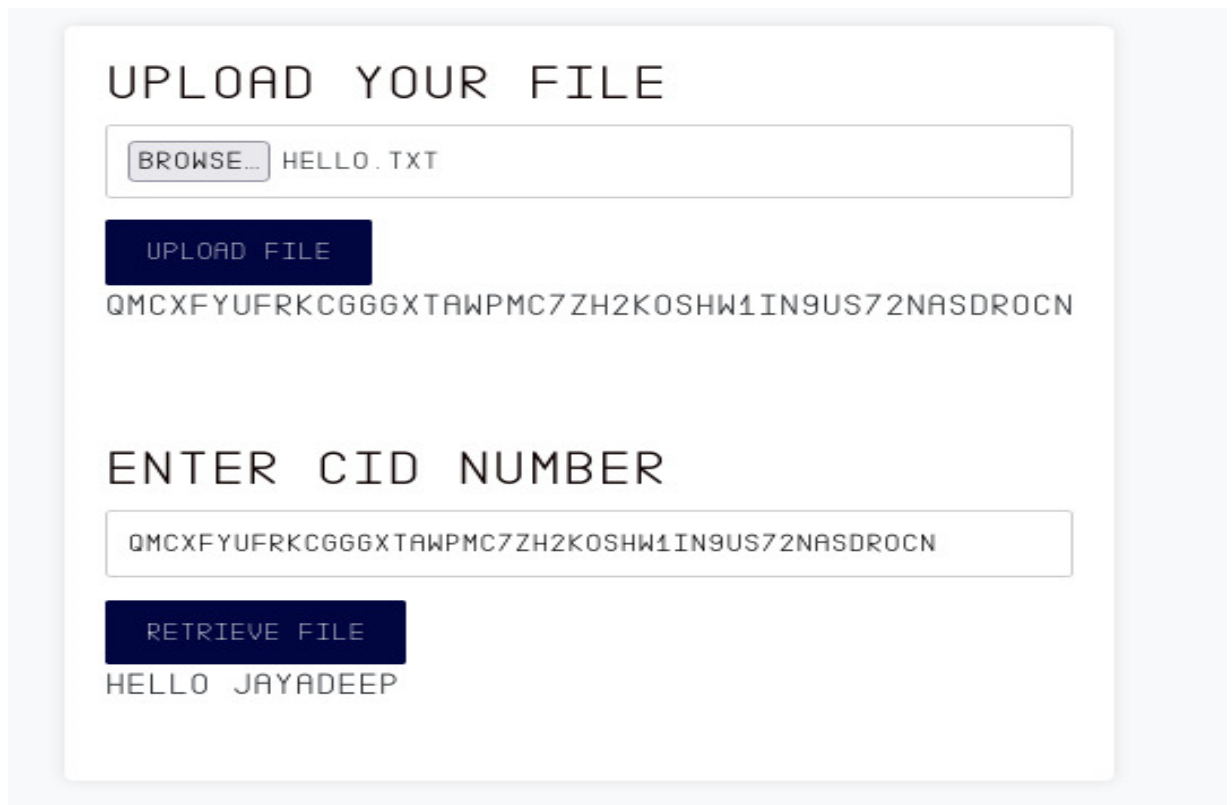 UPLOAD YOUR FILE
BROWSE… HELLO.TXT
UPLOAD FILE
QMCXFYUFRKCGGGXTAWPMC7ZH2KOSHW1IN9US72NASDROCN
ENTER CID NUMBER
QMCXFYUFRKCGGGXTAWPMC7ZH2KOSHW1IN9US72NASDROCN
RETRIEVE FILE
HELLO JAYADEEP